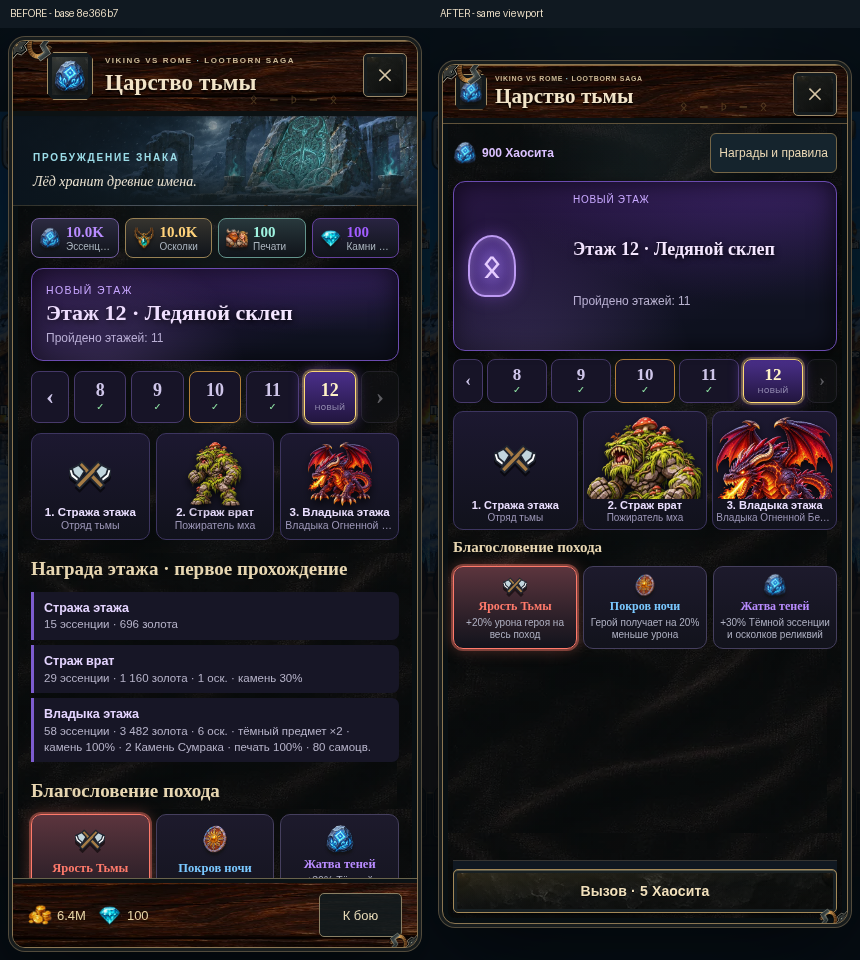 BEFORE - base 8e366b7
VIKING VS ROME · LOOTBORN SAGA
Царство тьмы
ПРОБУЖДЕНИЕ ЗНАКА
Лёд хранит древние имена.
10.0K
Эссенц...
10.0K
Осколки
100
Печати
100
Камни ...
НОВЫЙ ЭТАЖ
Этаж 12 · Ледяной склеп
Пройдено этажей: 11
‹ 8 9 10 11 12 ›
✓ ✓ ✓ ✓ НОВЫЙ
1. Стража этажа
Отряд тьмы
2. Страж врат
Пожиратель мха
3. Владыка этажа
Владыка Огненной ...
Награда этажа · первое прохождение
Стража этажа
15 эссенции · 696 золота
Страж врат
29 эссенции · 1 160 золота · 1 оск. · камень 30%
Владыка этажа
58 эссенции · 3 482 золота · 6 оск. · тёмный предмет ×2 ·
камень 100% · 2 Камень Сумрака · печать 100% · 80 самоцв.
Благословение похода
Ярость Тьмы
Покров ночи
Жатва теней
6.4M
100
К бою
AFTER - same viewport
VIKING VS ROME · LOOTBORN SAGA
Царство тьмы
900 Хаосита
Награды и правила
НОВЫЙ ЭТАЖ
Этаж 12 · Ледяной склеп
Пройдено этажей: 11
‹ 8 9 10 11 12 ›
✓ ✓ ✓ ✓ НОВЫЙ
1. Стража этажа
Отряд тьмы
2. Страж врат
Пожиратель мха
3. Владыка этажа
Владыка Огненной Бе...
Благословение похода
Ярость Тьмы
+20% урона героя на
весь поход
Покров ночи
Герой получает на 20%
меньше урона
Жатва теней
+30% Тёмной эссенции
и осколков реликвий
Вызов · 5 Хаосита